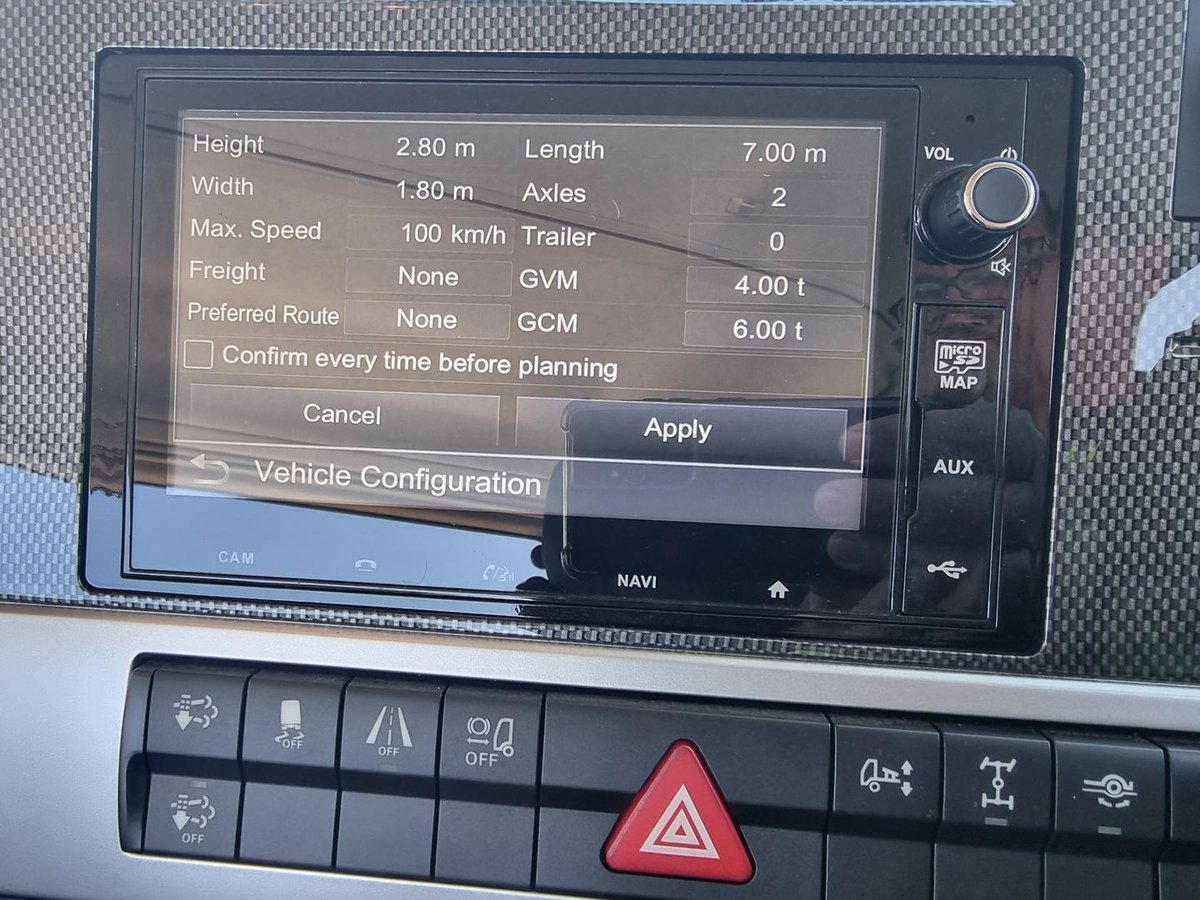 Height 2.80 m Length 7.00 m
Width 1.80 m Axles 2
Max. Speed 100 km/h Trailer 0
Freight None GVM 4.00 t
Preferred Route None GCM 6.00 t
Confirm every time before planning
Cancel Apply
Vehicle Configuration
CAM NAVI
VOL
micro SD
MAP
AUX
OFF OFF OFF
OFF